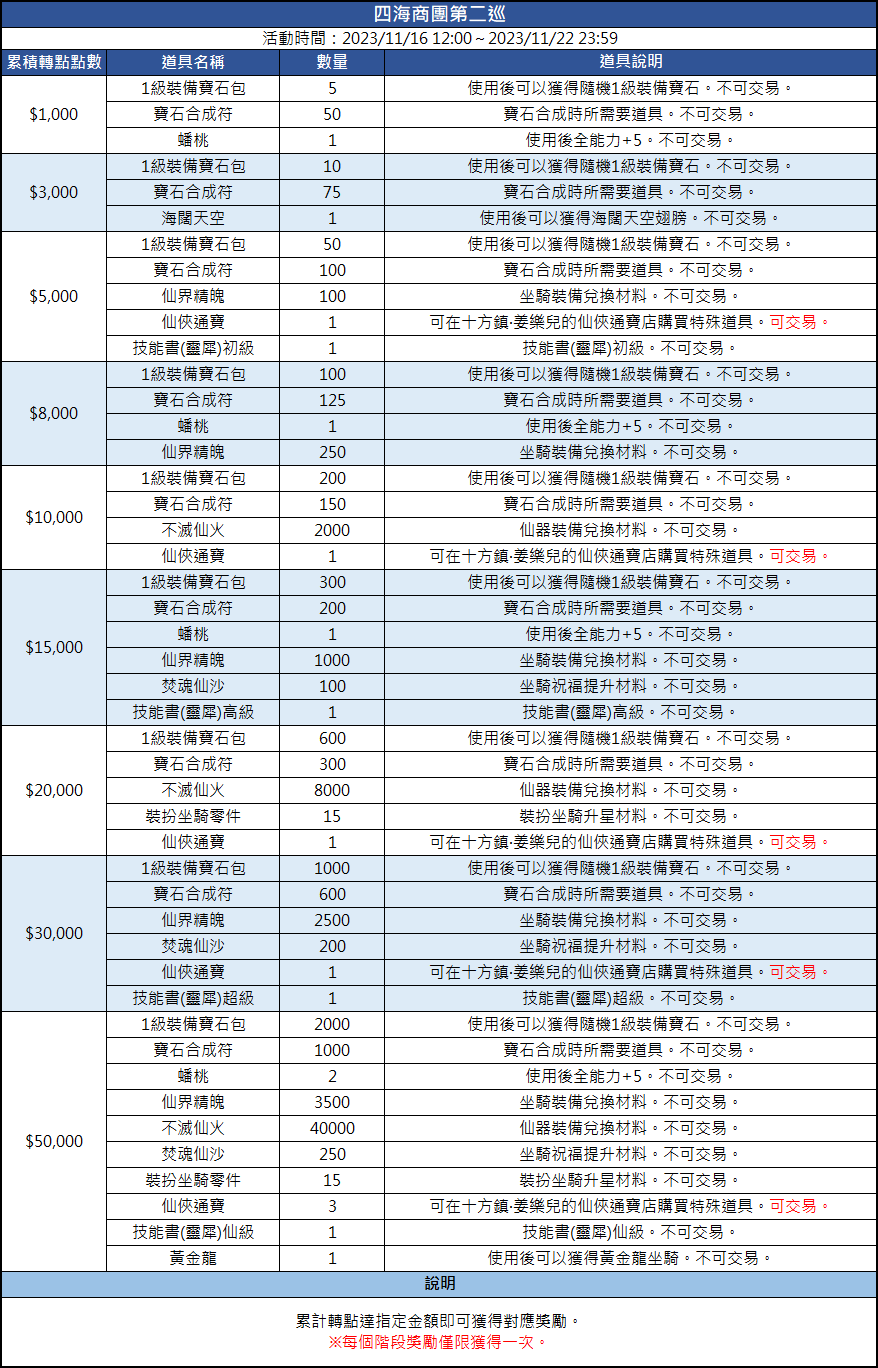 四海商團第二巡
活動時間：2023/11/16 12:00 ~ 2023/11/22 23:59
累積轉點點數 道具名稱 數量 道具說明
$1,000
1級裝備寶石包 5 使用後可以獲得隨機1級裝備寶石。不可交易。
寶石合成符 50 寶石合成時所需要道具。不可交易。
蟠桃 1 使用後全能力+5。不可交易。
$3,000
1級裝備寶石包 10 使用後可以獲得隨機1級裝備寶石。不可交易。
寶石合成符 75 寶石合成時所需要道具。不可交易。
海闊天空 1 使用後可以獲得海闊天空翅膀。不可交易。
$5,000
1級裝備寶石包 50 使用後可以獲得隨機1級裝備寶石。不可交易。
寶石合成符 100 寶石合成時所需要道具。不可交易。
仙界精魄 100 坐騎裝備兌換材料。不可交易。
仙俠通寶 1 可在十方鎮·姜樂兒的仙俠通寶店購買特殊道具。可交易。
技能書(靈犀)初級 1 技能書(靈犀)初級。不可交易。
$8,000
1級裝備寶石包 100 使用後可以獲得隨機1級裝備寶石。不可交易。
寶石合成符 125 寶石合成時所需要道具。不可交易。
蟠桃 1 使用後全能力+5。不可交易。
仙界精魄 250 坐騎裝備兌換材料。不可交易。
$10,000
1級裝備寶石包 200 使用後可以獲得隨機1級裝備寶石。不可交易。
寶石合成符 150 寶石合成時所需要道具。不可交易。
不滅仙火 2000 仙器裝備兌換材料。不可交易。
仙俠通寶 1 可在十方鎮·姜樂兒的仙俠通寶店購買特殊道具。可交易。
$15,000
1級裝備寶石包 300 使用後可以獲得隨機1級裝備寶石。不可交易。
寶石合成符 200 寶石合成時所需要道具。不可交易。
蟠桃 1 使用後全能力+5。不可交易。
仙界精魄 1000 坐騎裝備兌換材料。不可交易。
焚魂仙沙 100 坐騎祝福提升材料。不可交易。
技能書(靈犀)高級 1 技能書(靈犀)高級。不可交易。
$20,000
1級裝備寶石包 600 使用後可以獲得隨機1級裝備寶石。不可交易。
寶石合成符 300 寶石合成時所需要道具。不可交易。
不滅仙火 8000 仙器裝備兌換材料。不可交易。
裝扮坐騎零件 15 裝扮坐騎升星材料。不可交易。
仙俠通寶 1 可在十方鎮·姜樂兒的仙俠通寶店購買特殊道具。可交易。
$30,000
1級裝備寶石包 1000 使用後可以獲得隨機1級裝備寶石。不可交易。
寶石合成符 600 寶石合成時所需要道具。不可交易。
仙界精魄 2500 坐騎裝備兌換材料。不可交易。
焚魂仙沙 200 坐騎祝福提升材料。不可交易。
仙俠通寶 1 可在十方鎮·姜樂兒的仙俠通寶店購買特殊道具。可交易。
技能書(靈犀)超級 1 技能書(靈犀)超級。不可交易。
$50,000
1級裝備寶石包 2000 使用後可以獲得隨機1級裝備寶石。不可交易。
寶石合成符 1000 寶石合成時所需要道具。不可交易。
蟠桃 2 使用後全能力+5。不可交易。
仙界精魄 3500 坐騎裝備兌換材料。不可交易。
不滅仙火 40000 仙器裝備兌換材料。不可交易。
焚魂仙沙 250 坐騎祝福提升材料。不可交易。
裝扮坐騎零件 15 裝扮坐騎升星材料。不可交易。
仙俠通寶 3 可在十方鎮·姜樂兒的仙俠通寶店購買特殊道具。可交易。
技能書(靈犀)仙級 1 技能書(靈犀)仙級。不可交易。
黃金龍 1 使用後可以獲得黃金龍坐騎。不可交易。
說明
累計轉點達指定金額即可獲得對應獎勵。
※每個階段獎勵僅限獲得一次。